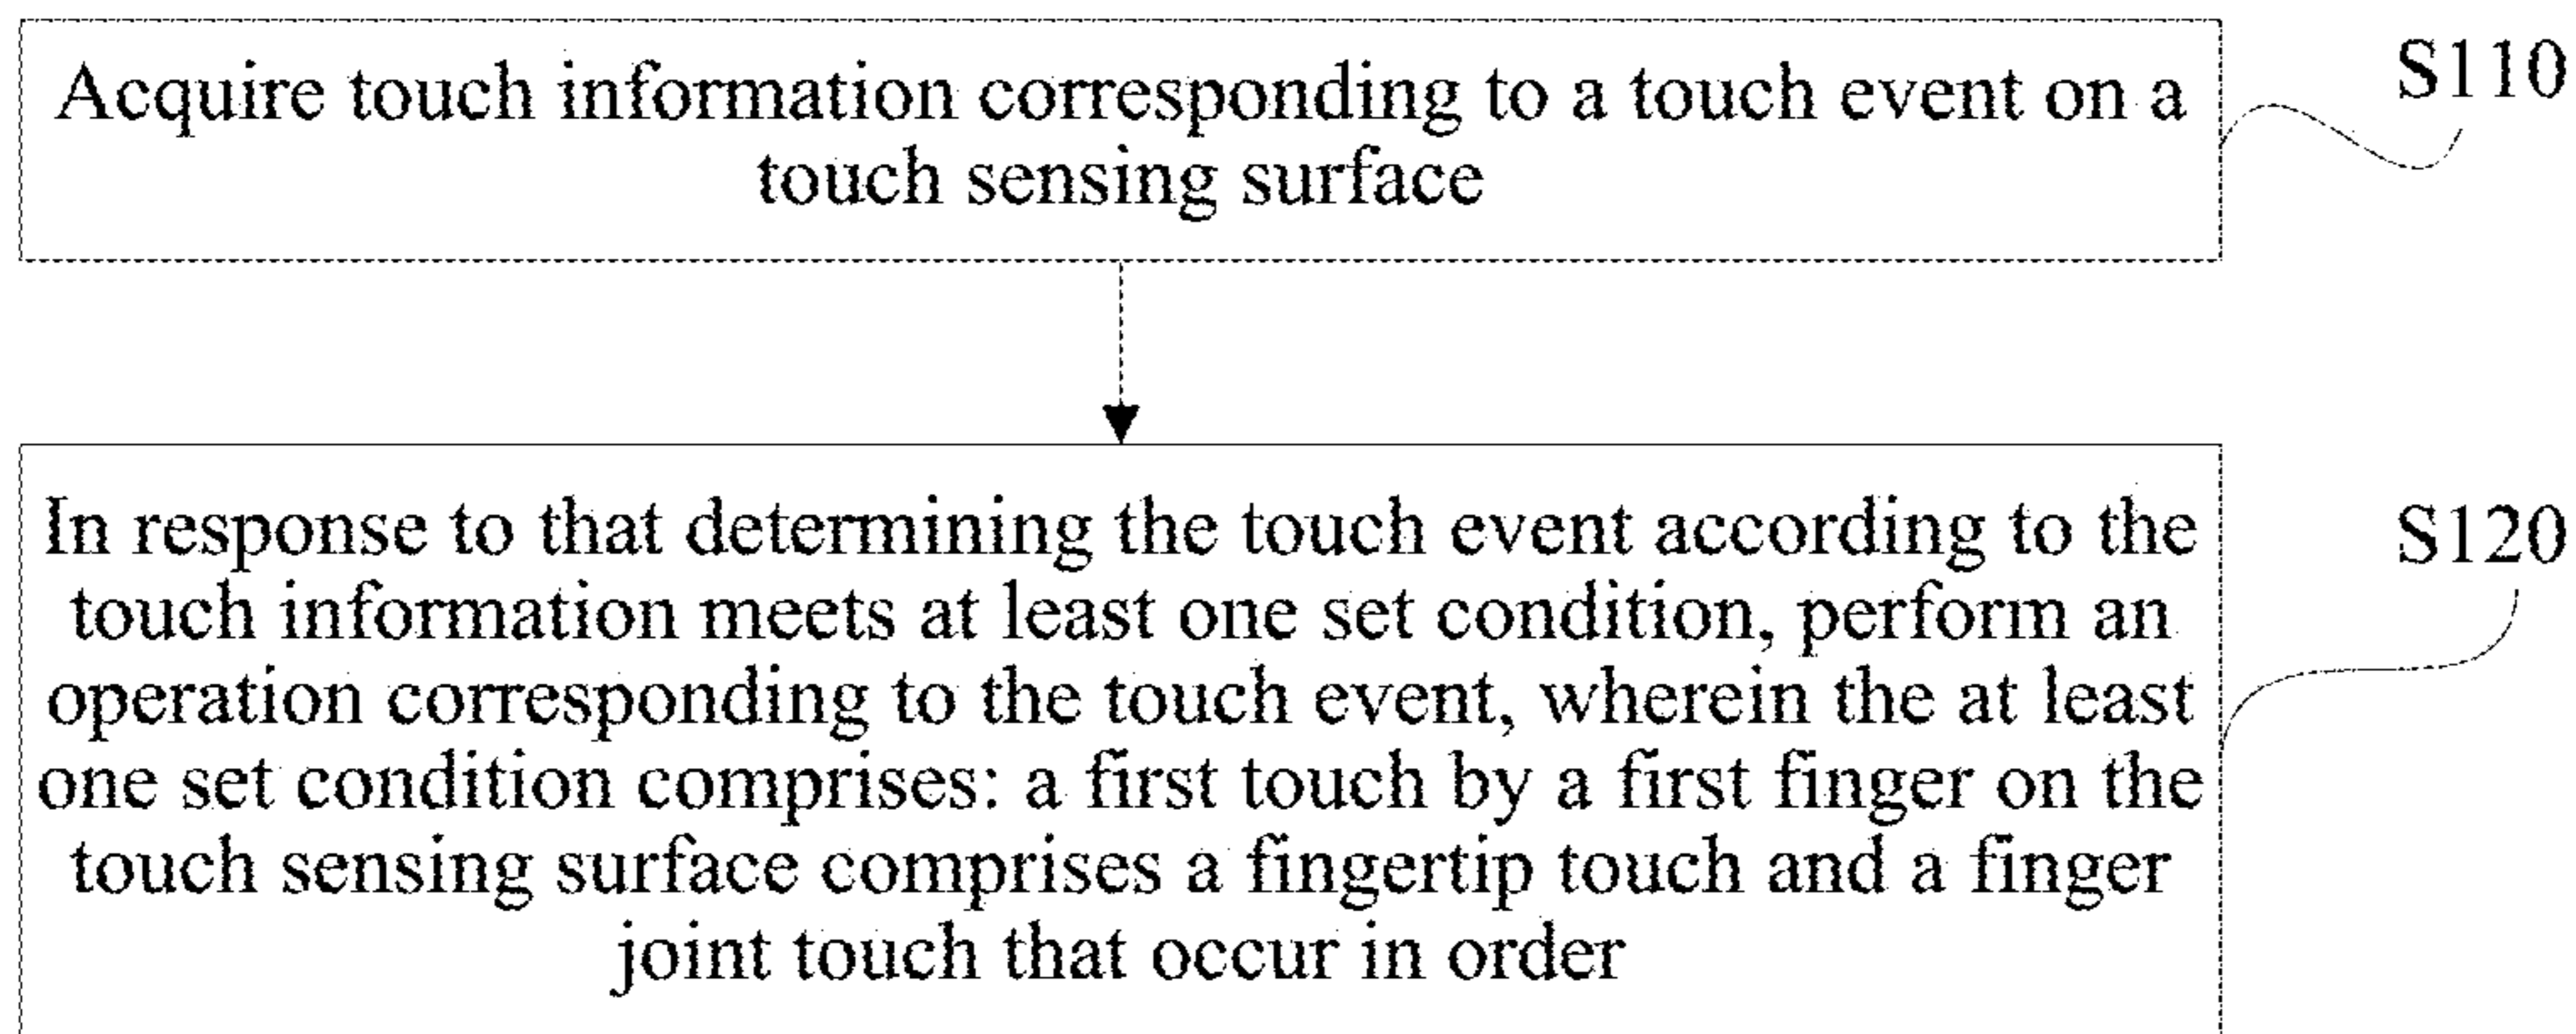 Acquire touch information corresponding to a touch event on a
touch sensing surface
S110
In response to that determining the touch event according to the
touch information meets at least one set condition, perform an
operation corresponding to the touch event, wherein the at least
one set condition comprises: a first touch by a first finger on the
touch sensing surface comprises a fingertip touch and a finger
joint touch that occur in order
S120